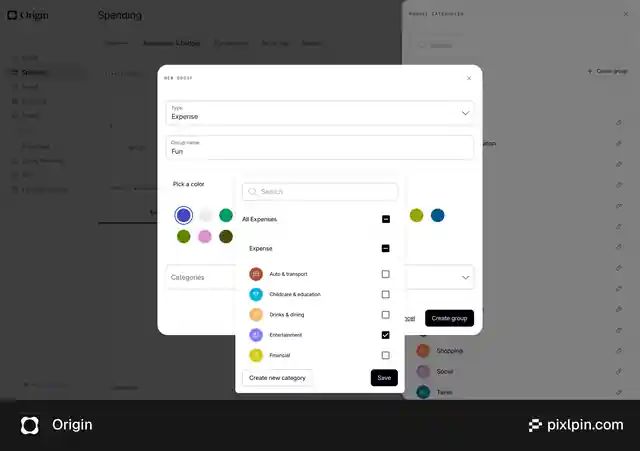 Origin
Spending
MANAGE CATEGORIES
Create group
NEW GROUP
Type
Expense
Group name
Fun
Pick a color
Search
All Expenses
Expense
Auto & transport
Childcare & education
Drinks & dining
Entertainment
Financial
Categories
Create new category
Save
Create group
Shopping
Social
Taxes
Origin
pixlpin.com